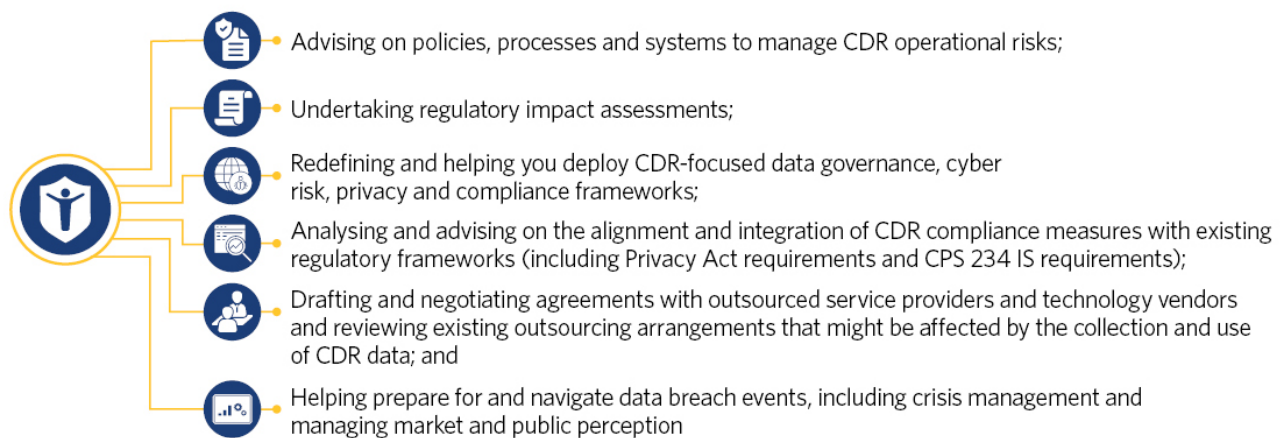 Advising on policies, processes and systems to manage CDR operational risks;
Undertaking regulatory impact assessments;
Redefining and helping you deploy CDR-focused data governance, cyber
risk, privacy and compliance frameworks;
Analysing and advising on the alignment and integration of CDR compliance measures with existing
regulatory frameworks (including Privacy Act requirements and CPS 234 IS requirements);
Drafting and negotiating agreements with outsourced service providers and technology vendors
and reviewing existing outsourcing arrangements that might be affected by the collection and use
of CDR data; and
Helping prepare for and navigate data breach events, including crisis management and
managing market and public perception